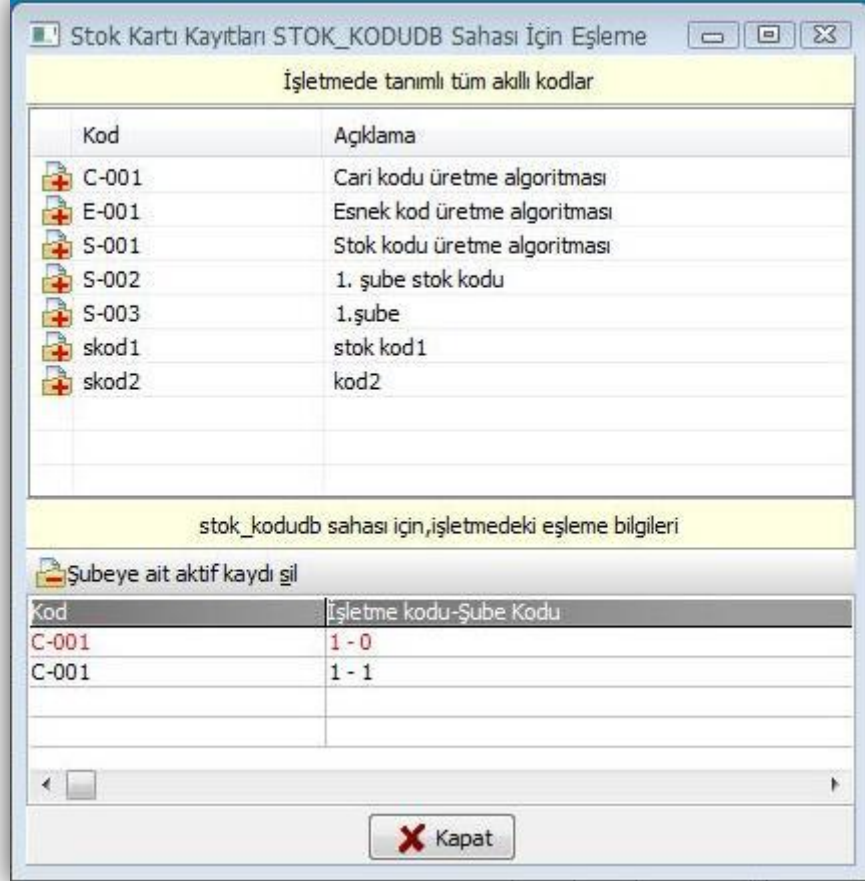 Stok Kartı Kayıtları STOK_KODUDB Sahası İçin Eşleme
İşletmede tanımlı tüm akıllı kodlar
Kod Açıklama
C-001 Cari kodu üretme algoritması
E-001 Esnek kod üretme algoritması
S-001 Stok kodu üretme algoritması
S-002 1. şube stok kodu
S-003 1.şube
skod1 stok kod1
skod2 kod2
stok_kodudb sahası için,işletmedeki eşleme bilgileri
Şubeye ait aktif kaydı sil
Kod İşletme kodu-Şube Kodu
C-001 1 - 0
C-001 1 - 1
Kapat